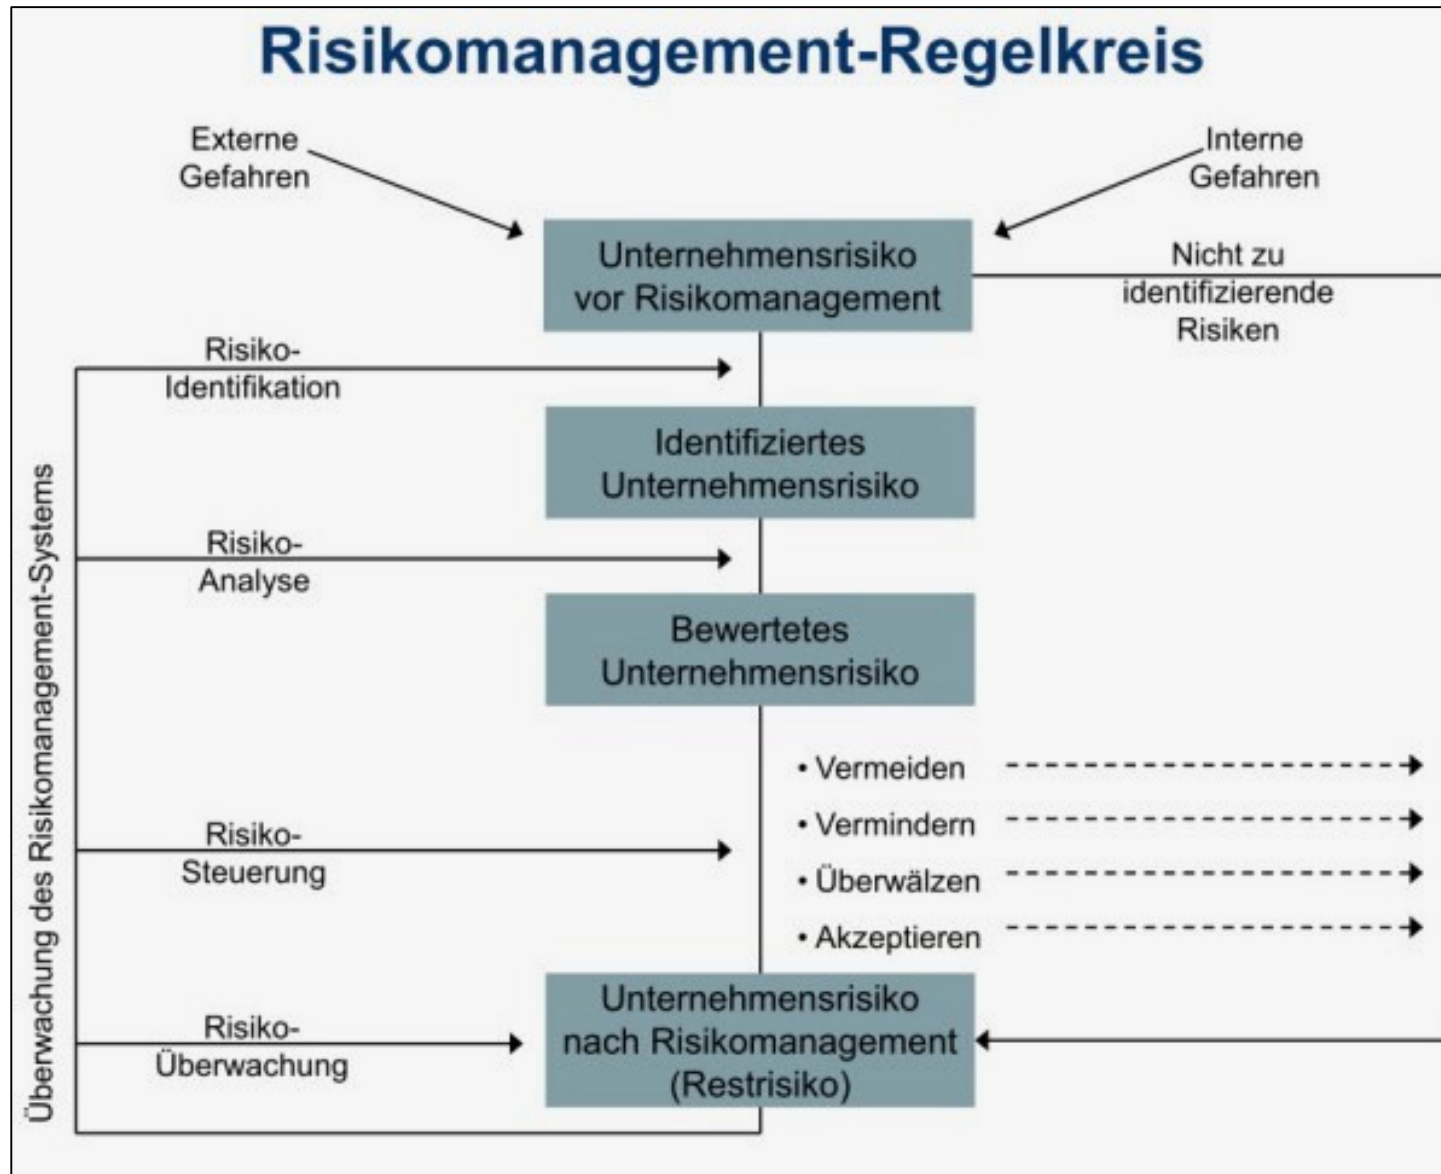 Risikomanagement-Regelkreis
Externe
Gefahren
Interne
Gefahren
Unternehmensrisiko
vor Risikomanagement
Nicht zu
identifizierende
Risiken
Risiko-
Identifikation
Identifiziertes
Unternehmensrisiko
Risiko-
Analyse
Bewertetes
Unternehmensrisiko
• Vermeiden
• Vermindern
• Überwälzen
• Akzeptieren
Risiko-
Steuerung
Unternehmensrisiko
nach Risikomanagement
(Restrisiko)
Risiko-
Überwachung
Überwachung des Risikomanagement-Systems